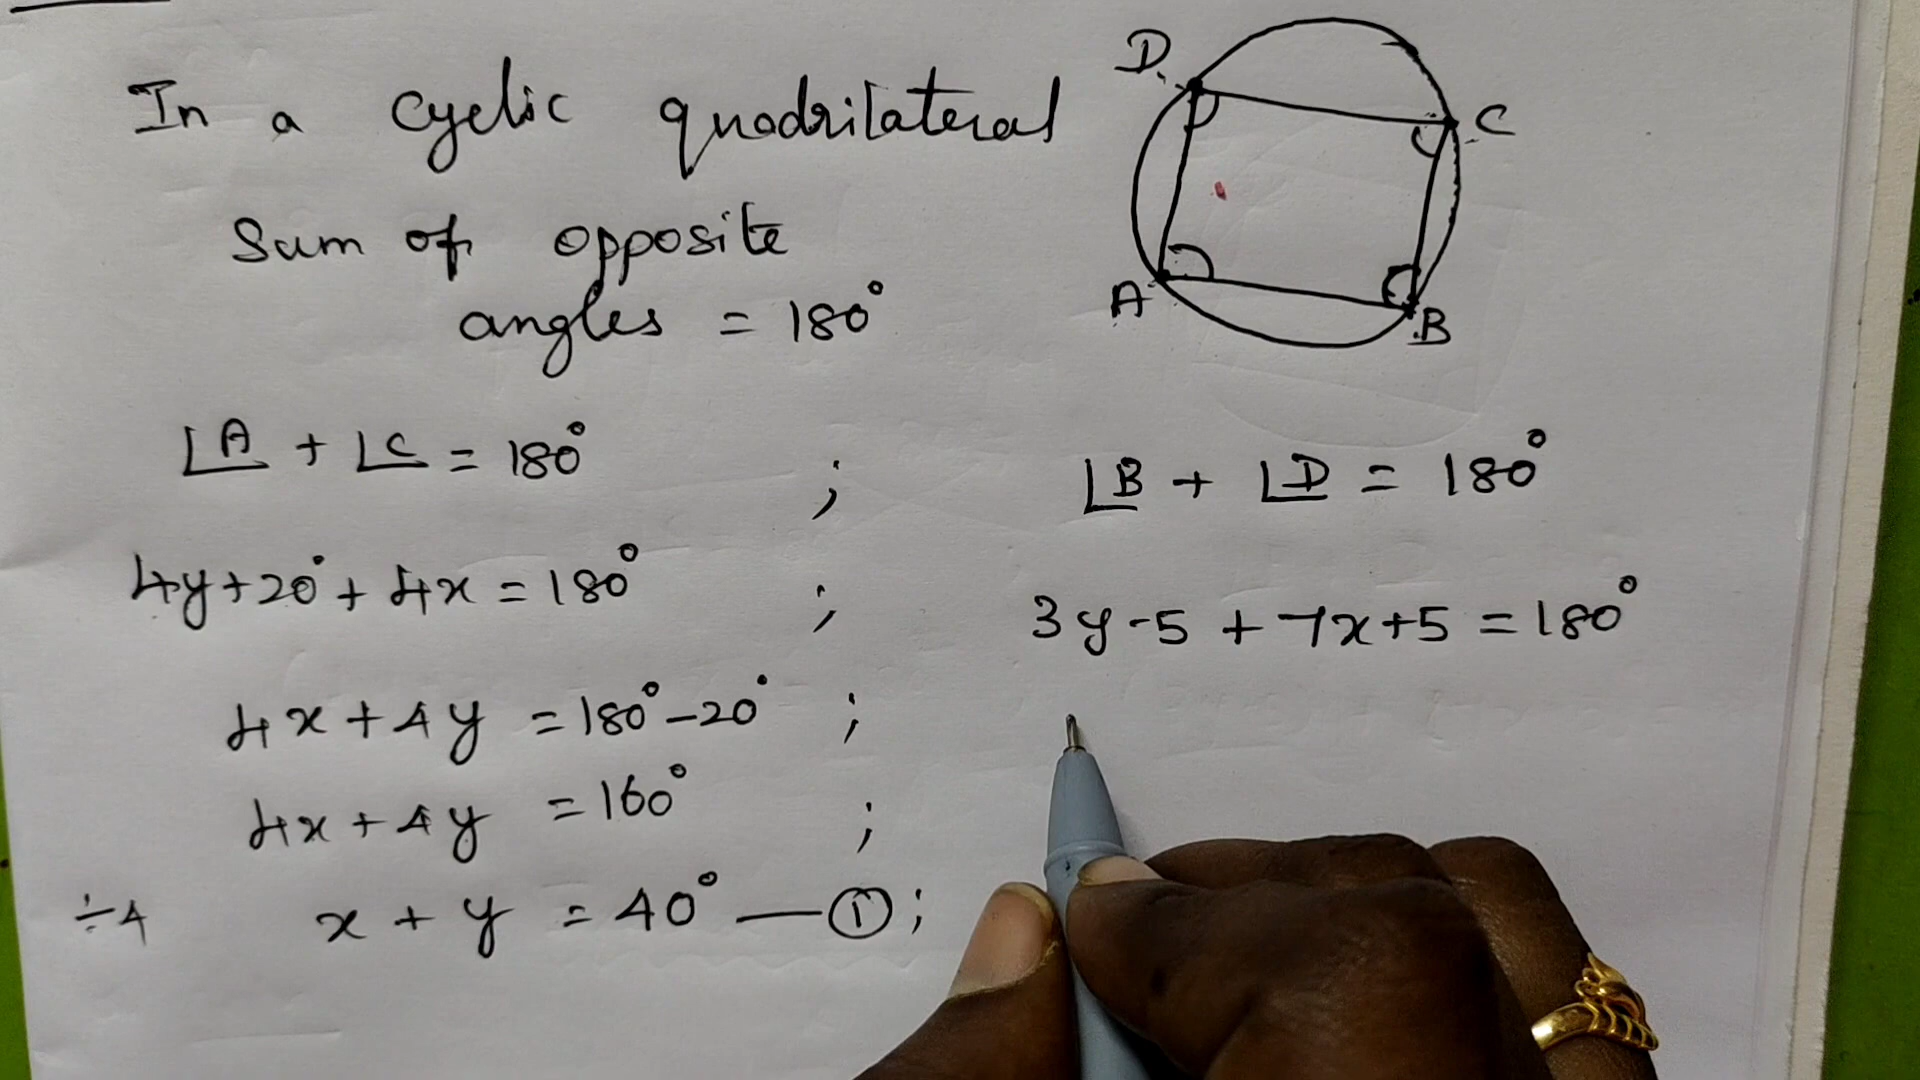 In a cyclic quadrilateral
Sum of opposite
angles = 180°
D
C
A
B
∠A + ∠C = 180° ; ∠B + ∠D = 180°
4y+20° + 4x = 180° ; 3y-5 + 7x+5 = 180°
4x + 4y = 180° - 20° ;
4x + 4y = 160° ;
÷4 x + y = 40° — ① ;